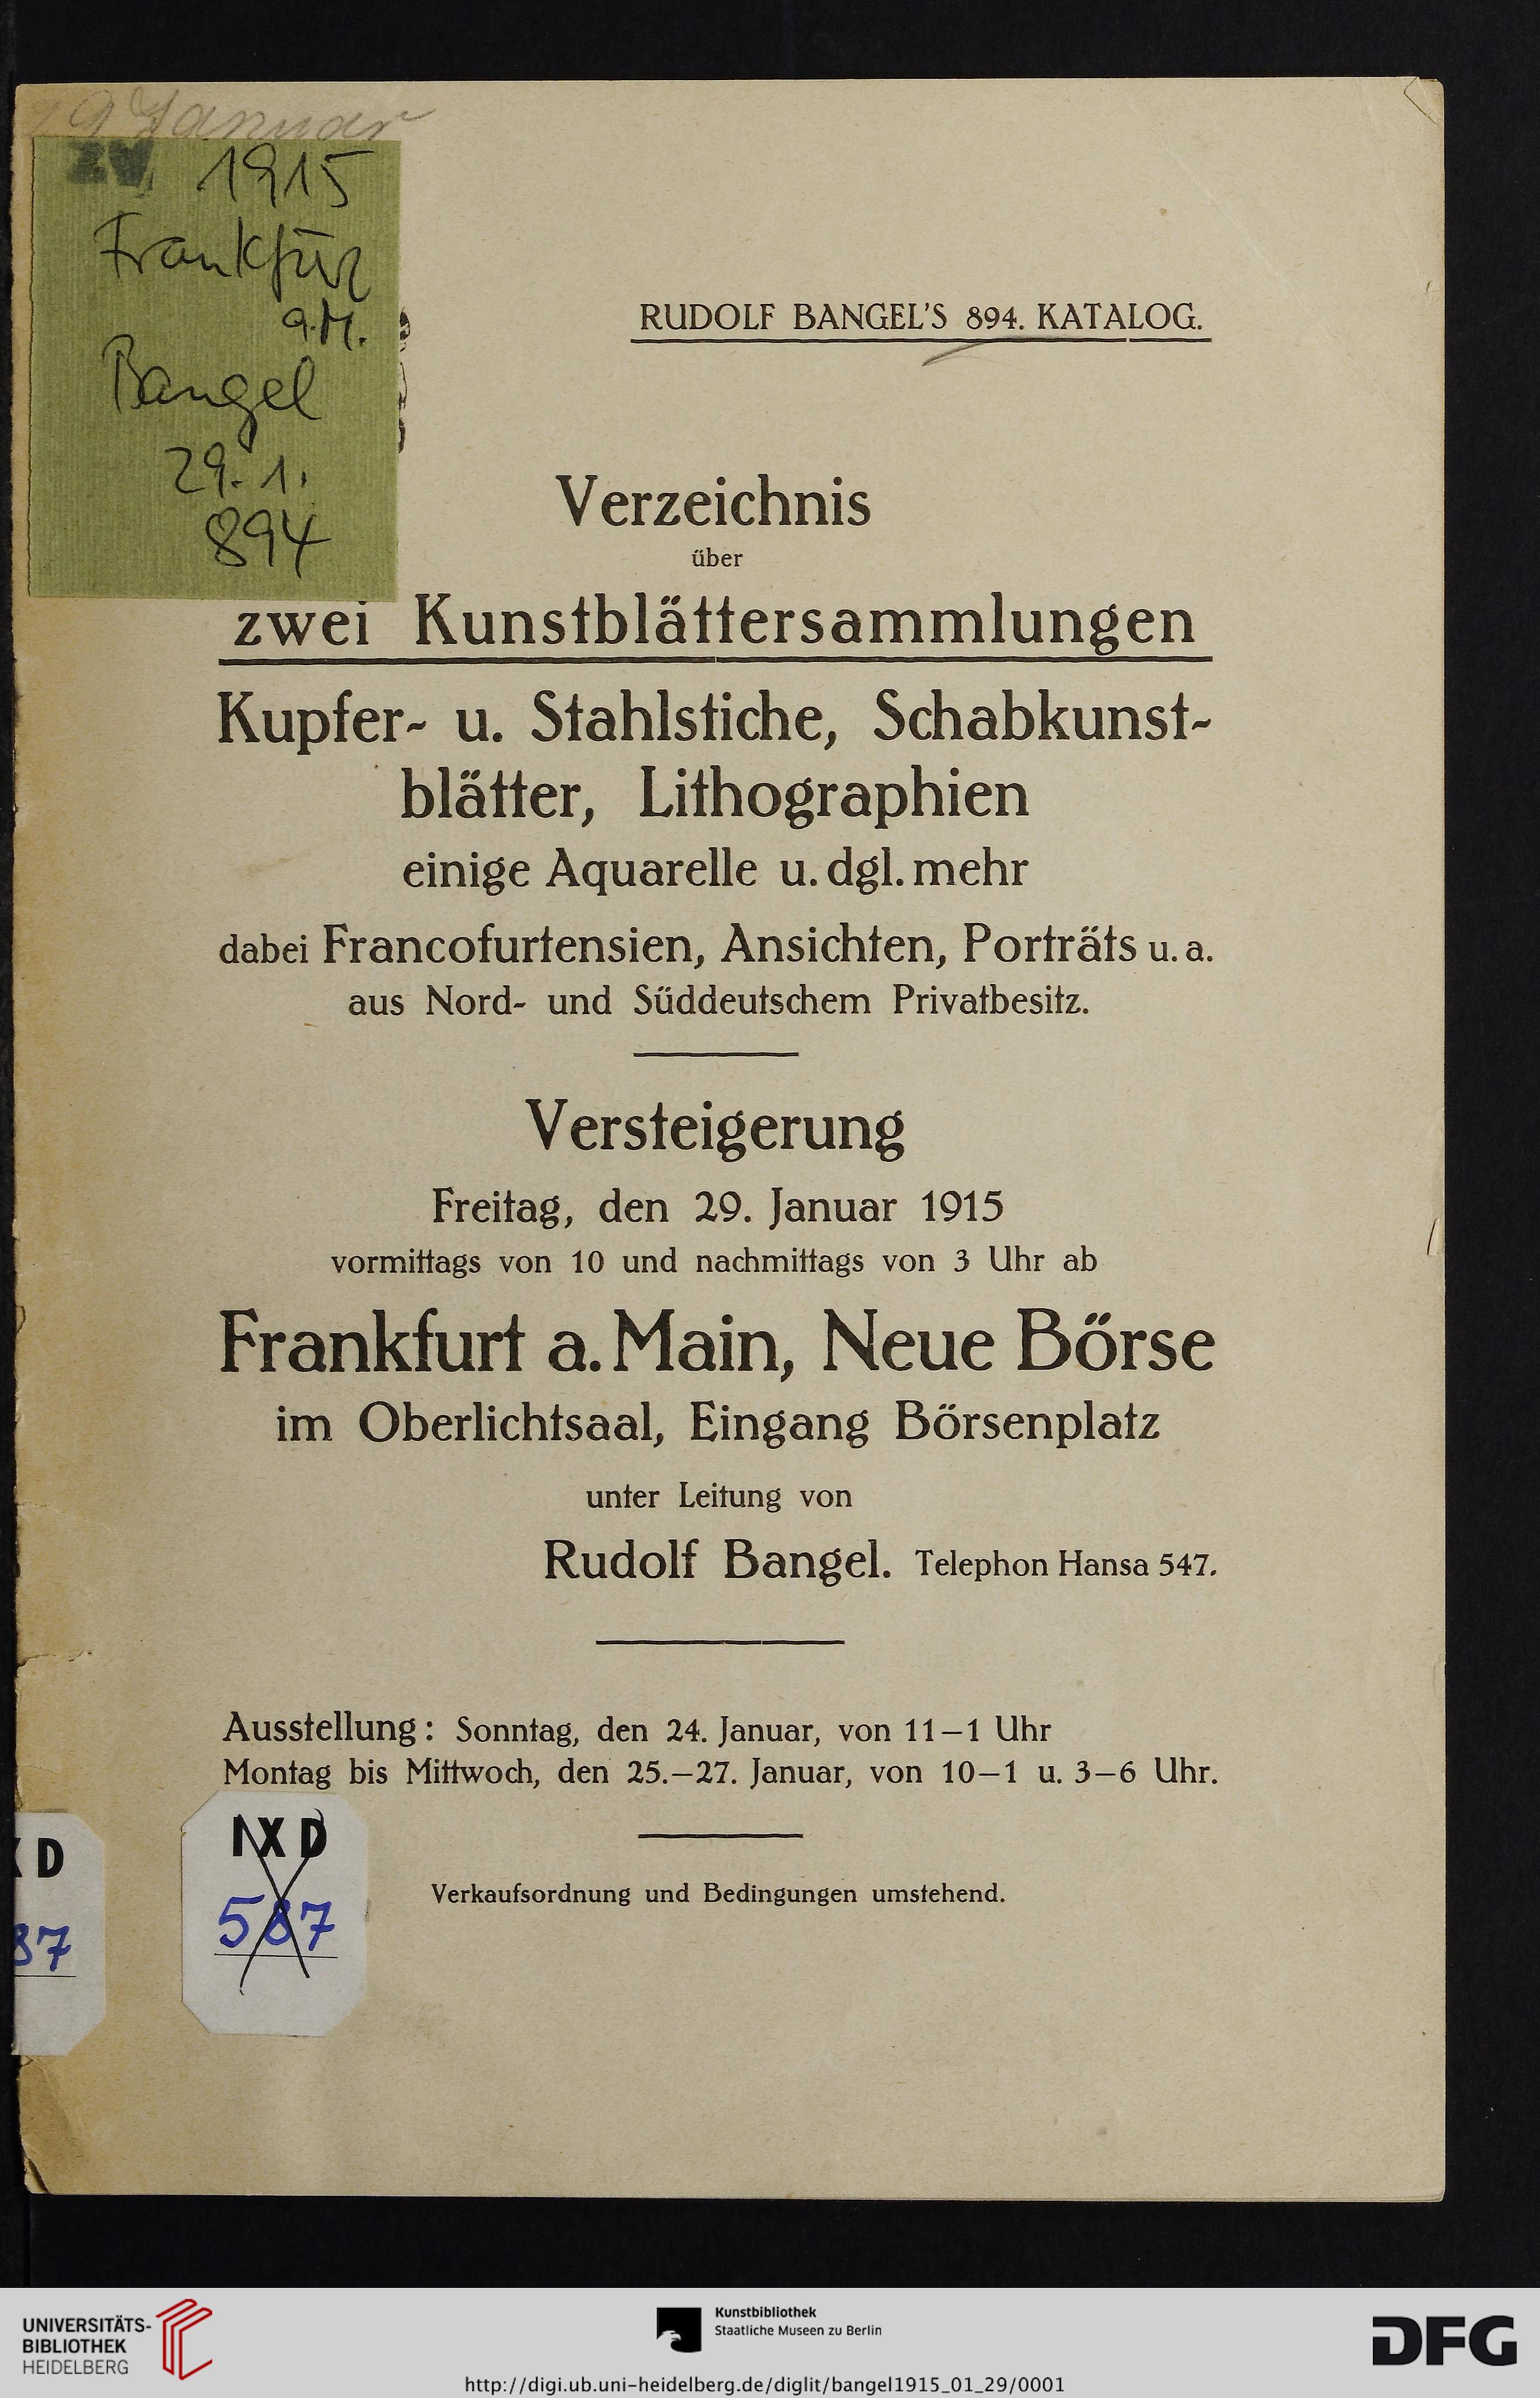 29 Januar
ZV
1915
Frankfurt
a.M.
Bangel
29. 1.
894
RUDOLF BANGEL'S 894. KATALOG.
Verzeichnis
über
zwei Kunstblättersammlungen
Kupfer- u. Stahlstiche, Schabkunst-
blätter, Lithographien
einige Aquarelle u. dgl. mehr
dabei Francofurtensien, Ansichten, Porträts u. a.
aus Nord- und Süddeutschem Privatbesitz.
Versteigerung
Freitag, den 29. Januar 1915
vormittags von 10 und nachmittags von 3 Uhr ab
Frankfurt a. Main, Neue Börse
im Oberlichtsaal, Eingang Börsenplatz
unter Leitung von
Rudolf Bangel. Telephon Hansa 547.
Ausstellung: Sonntag, den 24. Januar, von 11—1 Uhr
Montag bis Mittwoch, den 25.—27. Januar, von 10—1 u. 3—6 Uhr.
X D
87
IXD
587
Verkaufsordnung und Bedingungen umstehend.
UNIVERSITÄTS-
BIBLIOTHEK
HEIDELBERG
Kunstbibliothek
Staatliche Museen zu Berlin
DFG
http://digi.ub.uni-heidelberg.de/diglit/bangel1915_01_29/0001